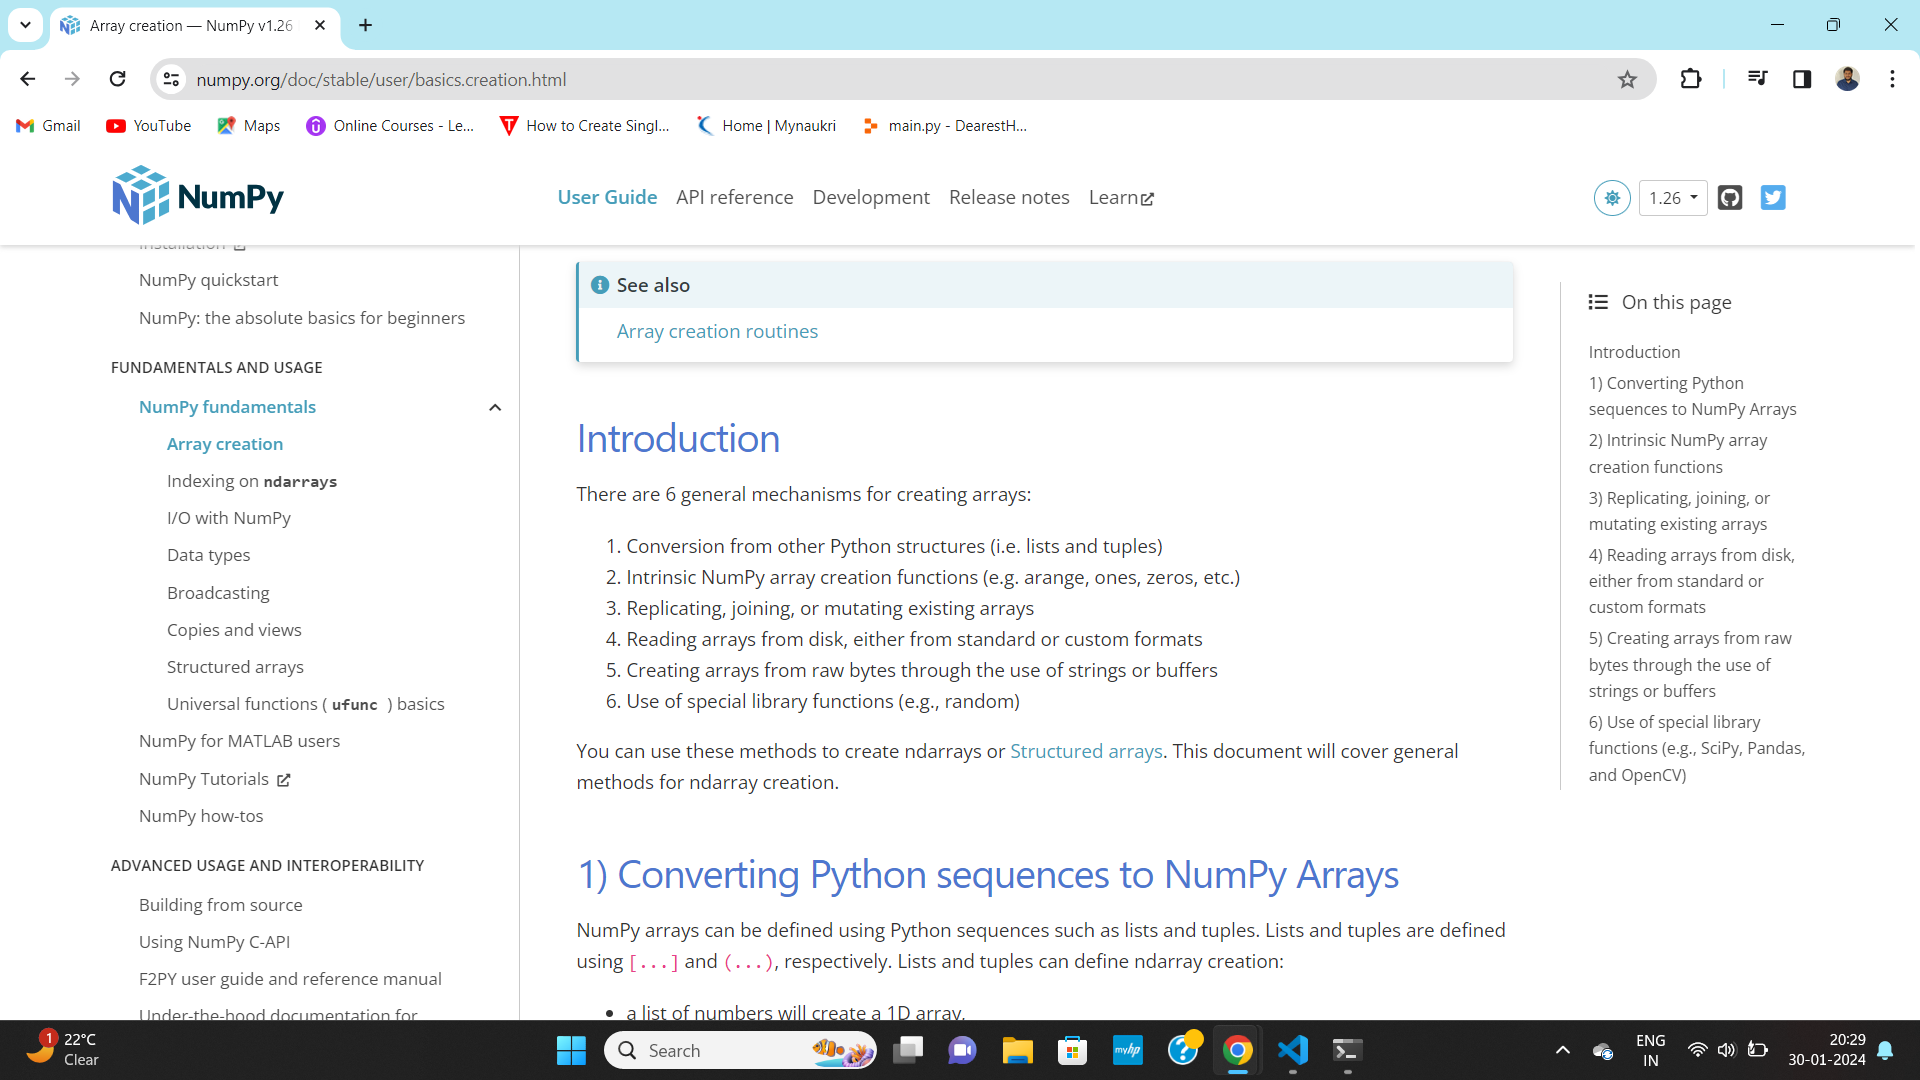 Array creation — NumPy v1.26
numpy.org/doc/stable/user/basics.creation.html
Gmail
YouTube
Maps
Online Courses - Le...
How to Create Singl...
Home | Mynaukri
main.py - DearestH...
NumPy
User Guide
API reference
Development
Release notes
Learn
1.26
Installation
NumPy quickstart
NumPy: the absolute basics for beginners
FUNDAMENTALS AND USAGE
NumPy fundamentals
Array creation
Indexing on ndarrays
I/O with NumPy
Data types
Broadcasting
Copies and views
Structured arrays
Universal functions ( ufunc ) basics
NumPy for MATLAB users
NumPy Tutorials
NumPy how-tos
ADVANCED USAGE AND INTEROPERABILITY
Building from source
Using NumPy C-API
F2PY user guide and reference manual
Under-the-hood documentation for
See also
Array creation routines
Introduction
There are 6 general mechanisms for creating arrays:
1. Conversion from other Python structures (i.e. lists and tuples)
2. Intrinsic NumPy array creation functions (e.g. arange, ones, zeros, etc.)
3. Replicating, joining, or mutating existing arrays
4. Reading arrays from disk, either from standard or custom formats
5. Creating arrays from raw bytes through the use of strings or buffers
6. Use of special library functions (e.g., random)
You can use these methods to create ndarrays or Structured arrays. This document will cover general
methods for ndarray creation.
1) Converting Python sequences to NumPy Arrays
NumPy arrays can be defined using Python sequences such as lists and tuples. Lists and tuples are defined
using [...] and (...), respectively. Lists and tuples can define ndarray creation:
• a list of numbers will create a 1D array,
On this page
Introduction
1) Converting Python
sequences to NumPy Arrays
2) Intrinsic NumPy array
creation functions
3) Replicating, joining, or
mutating existing arrays
4) Reading arrays from disk,
either from standard or
custom formats
5) Creating arrays from raw
bytes through the use of
strings or buffers
6) Use of special library
functions (e.g., SciPy, Pandas,
and OpenCV)
1
22°C
Clear
Search
myhp
ENG
IN
20:29
30-01-2024